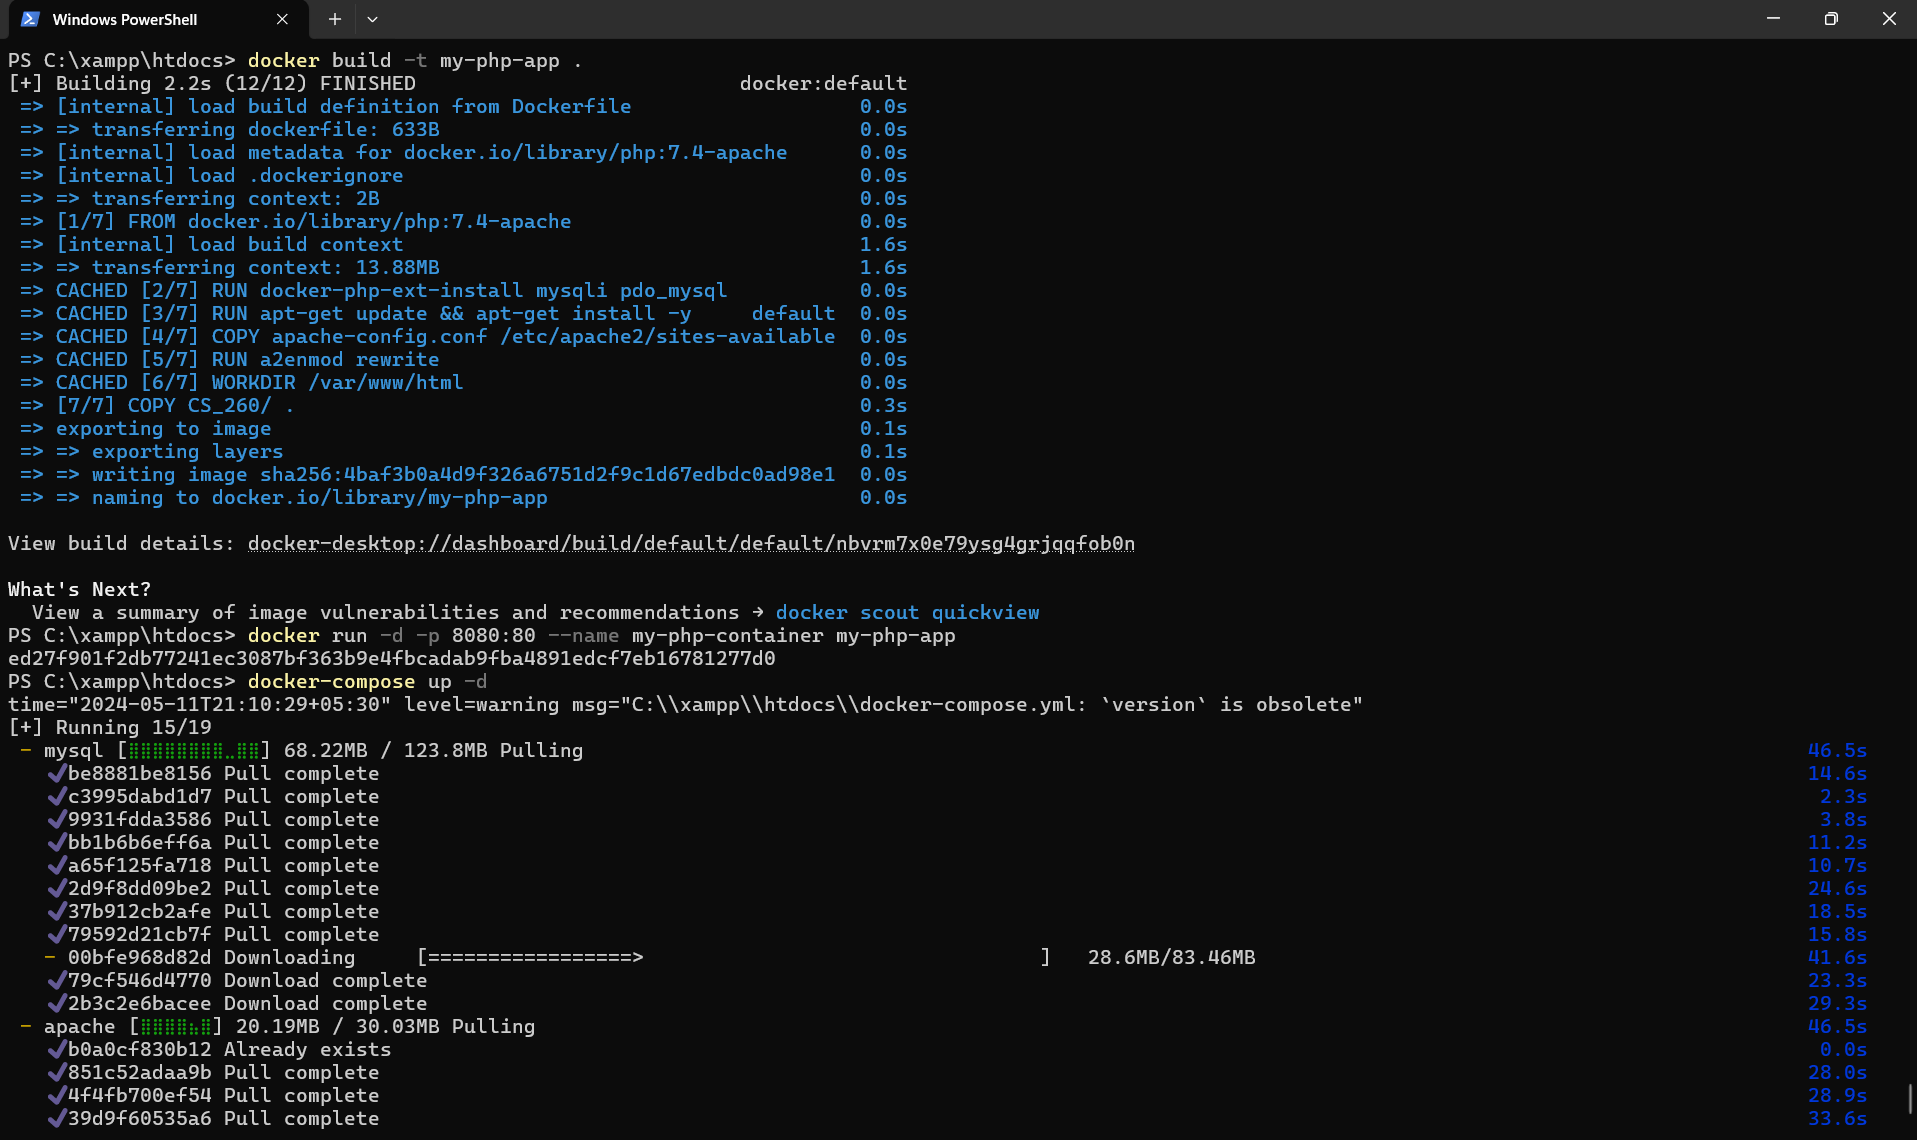 Windows PowerShell
PS C:\xampp\htdocs> docker build -t my-php-app .
[+] Building 2.2s (12/12) FINISHED docker:default
=> [internal] load build definition from Dockerfile 0.0s
=> => transferring dockerfile: 633B 0.0s
=> [internal] load metadata for docker.io/library/php:7.4-apache 0.0s
=> [internal] load .dockerignore 0.0s
=> => transferring context: 2B 0.0s
=> [1/7] FROM docker.io/library/php:7.4-apache 0.0s
=> [internal] load build context 1.6s
=> => transferring context: 13.88MB 1.6s
=> CACHED [2/7] RUN docker-php-ext-install mysqli pdo_mysql 0.0s
=> CACHED [3/7] RUN apt-get update && apt-get install -y default 0.0s
=> CACHED [4/7] COPY apache-config.conf /etc/apache2/sites-available 0.0s
=> CACHED [5/7] RUN a2enmod rewrite 0.0s
=> CACHED [6/7] WORKDIR /var/www/html 0.0s
=> [7/7] COPY CS_260/ . 0.3s
=> exporting to image 0.1s
=> => exporting layers 0.1s
=> => writing image sha256:4baf3b0a4d9f326a6751d2f9c1d67edbdc0ad98e1 0.0s
=> => naming to docker.io/library/my-php-app 0.0s
View build details: docker-desktop://dashboard/build/default/default/nbvrm7x0e79ysg4grjqqfob0n
What's Next?
View a summary of image vulnerabilities and recommendations → docker scout quickview
PS C:\xampp\htdocs> docker run -d -p 8080:80 --name my-php-container my-php-app
ed27f901f2db77241ec3087bf363b9e4fbcadab9fba4891edcf7eb16781277d0
PS C:\xampp\htdocs> docker-compose up -d
time="2024-05-11T21:10:29+05:30" level=warning msg="C:\\xampp\\htdocs\\docker-compose.yml: `version` is obsolete"
[+] Running 15/19
- mysql [⣿⣿⣿⣿⣿⣿⣿⣿⣀⣿⣿] 68.22MB / 123.8MB Pulling 46.5s
✔be8881be8156 Pull complete 14.6s
✔c3995dabd1d7 Pull complete 2.3s
✔9931fdda3586 Pull complete 3.8s
✔bb1b6b6eff6a Pull complete 11.2s
✔a65f125fa718 Pull complete 10.7s
✔2d9f8dd09be2 Pull complete 24.6s
✔37b912cb2afe Pull complete 18.5s
✔79592d21cb7f Pull complete 15.8s
- 00bfe968d82d Downloading [=================> ] 28.6MB/83.46MB 41.6s
✔79cf546d4770 Download complete 23.3s
✔2b3c2e6bacee Download complete 29.3s
- apache [⣿⣿⣿⣿⣦⣿] 20.19MB / 30.03MB Pulling 46.5s
✔b0a0cf830b12 Already exists 0.0s
✔851c52adaa9b Pull complete 28.0s
✔4f4fb700ef54 Pull complete 28.9s
✔39d9f60535a6 Pull complete 33.6s